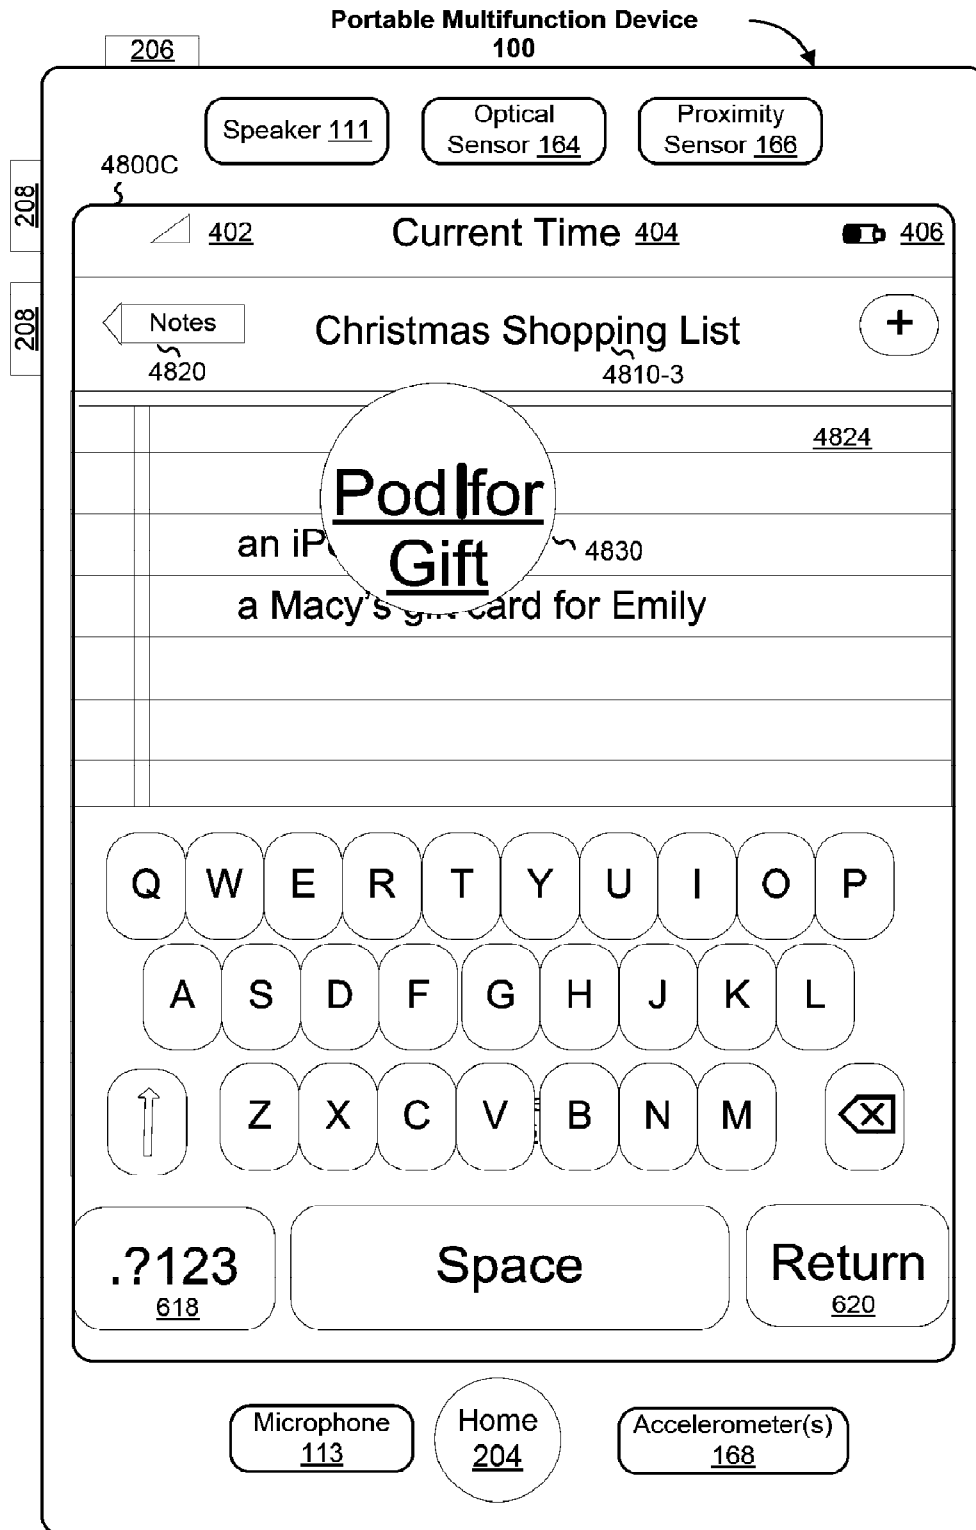 Portable Multifunction Device
100
206
Speaker 111
Optical
Sensor 164
Proximity
Sensor 166
4800C
208
208
402
Current Time 404
406
Notes
Christmas Shopping List
+
4820
4810-3
4824
Pod for
Gift
an iP
4830
a Macy's gift card for Emily
Q W E R T Y U I O P
A S D F G H J K L
Z X C V B N M
.?123
618
Space
Return
620
Microphone
113
Home
204
Accelerometer(s)
168